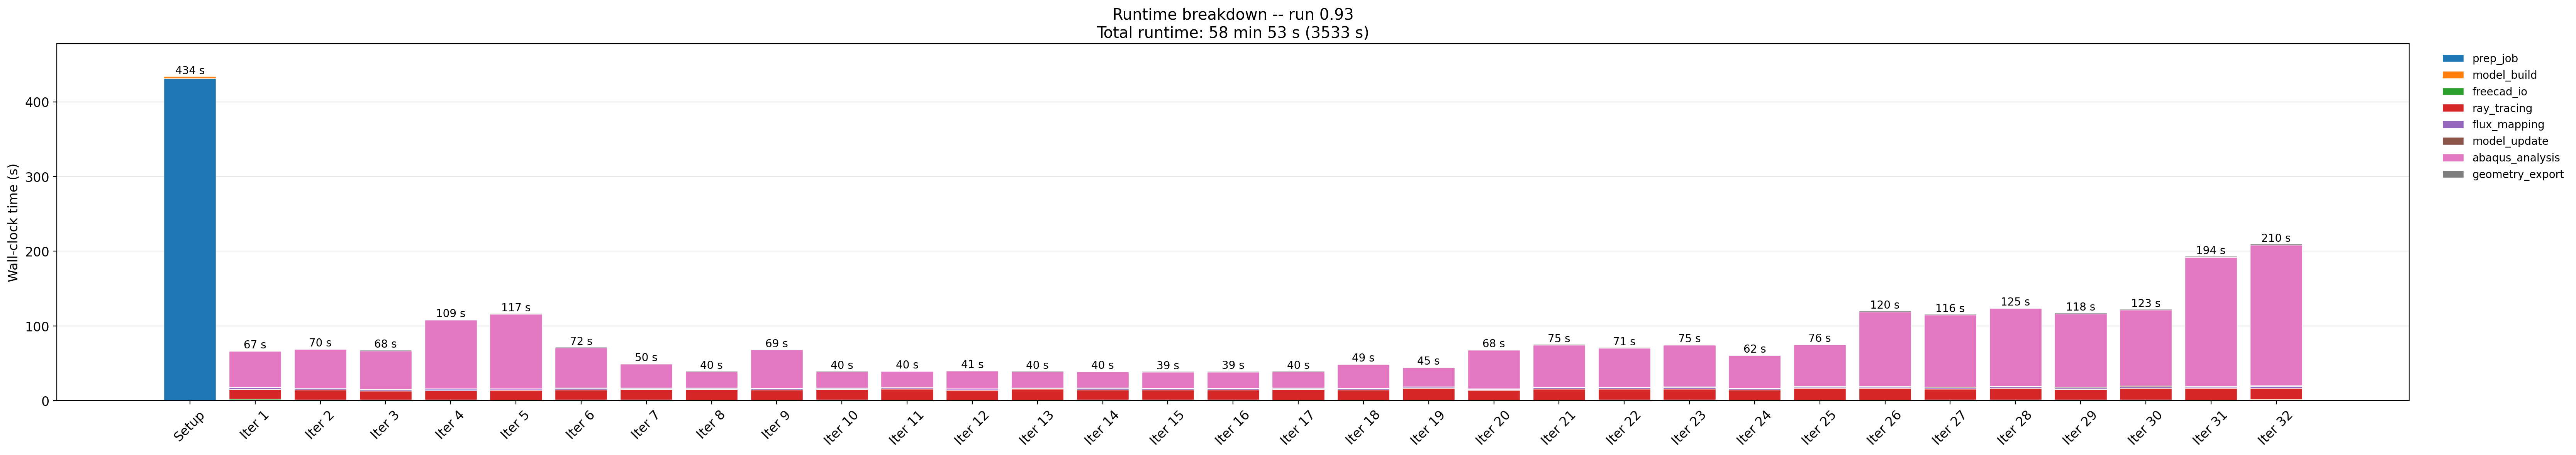 Runtime breakdown -- run 0.93
Total runtime: 58 min 53 s (3533 s)
Wall-clock time (s)
400
300
200
100
0
434 s
67 s
70 s
68 s
109 s
117 s
72 s
50 s
40 s
69 s
40 s
40 s
41 s
40 s
40 s
39 s
39 s
40 s
49 s
45 s
68 s
75 s
71 s
75 s
62 s
76 s
120 s
116 s
125 s
118 s
123 s
194 s
210 s
Setup
Iter 1
Iter 2
Iter 3
Iter 4
Iter 5
Iter 6
Iter 7
Iter 8
Iter 9
Iter 10
Iter 11
Iter 12
Iter 13
Iter 14
Iter 15
Iter 16
Iter 17
Iter 18
Iter 19
Iter 20
Iter 21
Iter 22
Iter 23
Iter 24
Iter 25
Iter 26
Iter 27
Iter 28
Iter 29
Iter 30
Iter 31
Iter 32
prep_job
model_build
freecad_io
ray_tracing
flux_mapping
model_update
abaqus_analysis
geometry_export